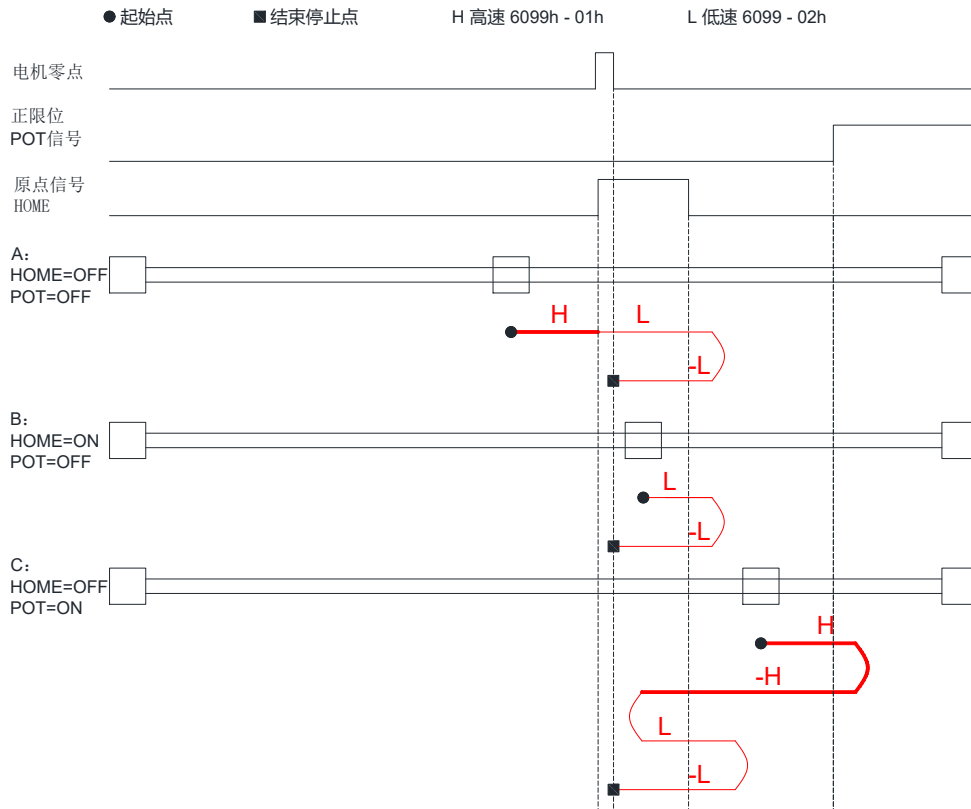 起始点 结束停止点 H 高速 6099h - 01h L 低速 6099 - 02h
电机零点
正限位
POT信号
原点信号
HOME
A:
HOME=OFF
POT=OFF
H L
-L
B:
HOME=ON
POT=OFF
L
-L
C:
HOME=OFF
POT=ON
H
-H
L
-L